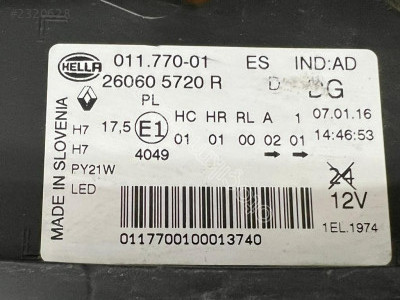 #2320628
HELLA 011.770-01 ES IND:AD
26060 5720 R D DG
PL
HC HR RL A 1 07.01.16
H7 17,5 E1 01 01 00 02 01 14:46:53
H7 4049
PY21W
LED
24
12V
MADE IN SLOVENIA
1EL.1974
0117700100013740